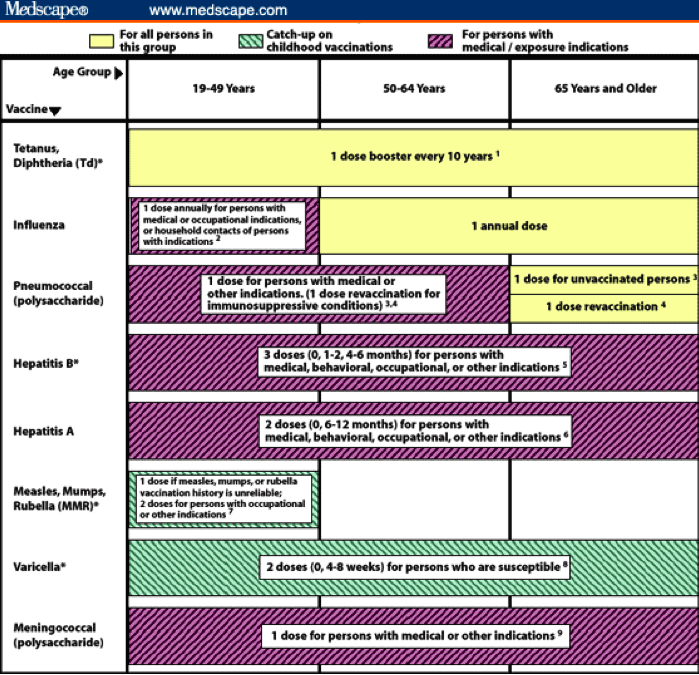 Medscape® www.medscape.com
For all persons in
this group
Catch-up on
childhood vaccinations
For persons with
medical / exposure indications
Age Group
Vaccine
19-49 Years
50-64 Years
65 Years and Older
Tetanus,
Diphtheria (Td)*
1 dose booster every 10 years 1
Influenza
1 dose annually for persons with
medical or occupational indications,
or household contacts of persons
with indications 2
1 annual dose
Pneumococcal
(polysaccharide)
1 dose for persons with medical or
other indications. (1 dose revaccination for
immunosuppressive conditions) 3,4
1 dose for unvaccinated persons 3
1 dose revaccination 4
Hepatitis B*
3 doses (0, 1-2, 4-6 months) for persons with
medical, behavioral, occupational, or other indications 5
Hepatitis A
2 doses (0, 6-12 months) for persons with
medical, behavioral, occupational, or other indications 6
Measles, Mumps,
Rubella (MMR)*
1 dose if measles, mumps, or rubella
vaccination history is unreliable;
2 doses for persons with occupational
or other indications 7
Varicella*
2 doses (0, 4-8 weeks) for persons who are susceptible 8
Meningococcal
(polysaccharide)
1 dose for persons with medical or other indications 9